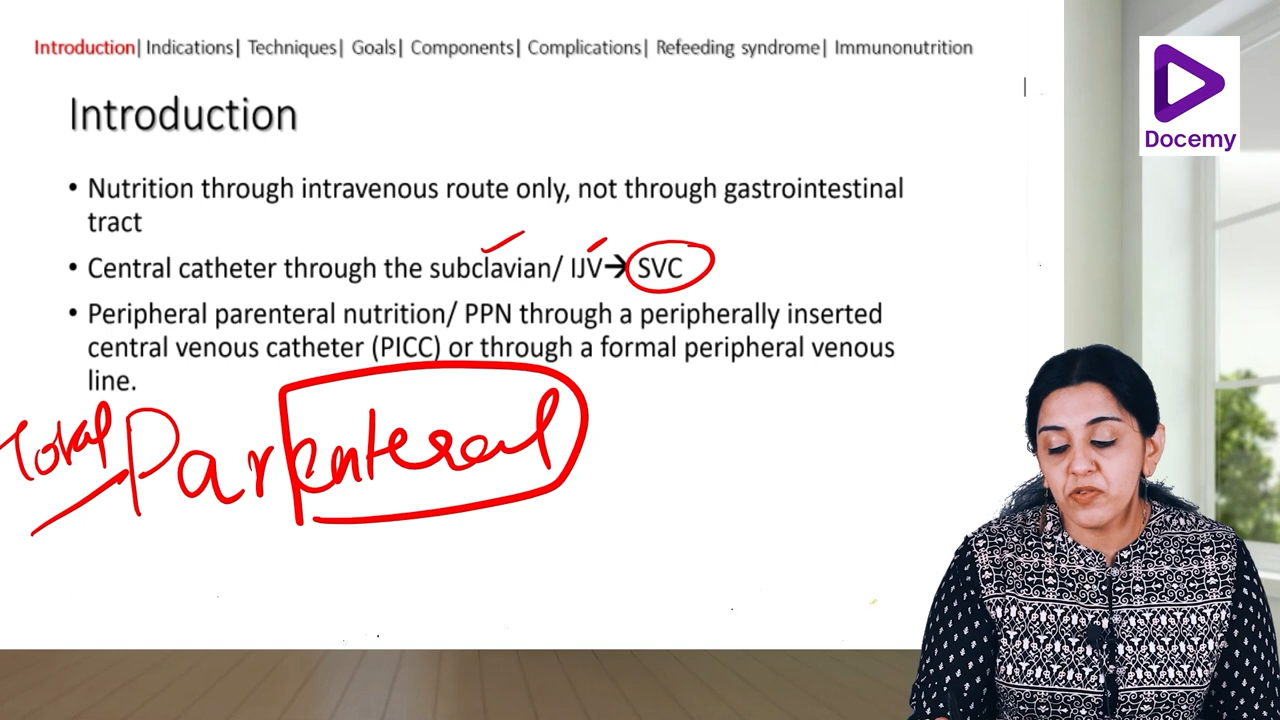 Introduction| Indications| Techniques| Goals| Components| Complications| Refeeding syndrome| Immunonutrition
Docemy
Introduction
• Nutrition through intravenous route only, not through gastrointestinal
tract
• Central catheter through the subclavian/ IJV→ SVC
• Peripheral parenteral nutrition/ PPN through a peripherally inserted
central venous catheter (PICC) or through a formal peripheral venous
line.
Total Parenteral